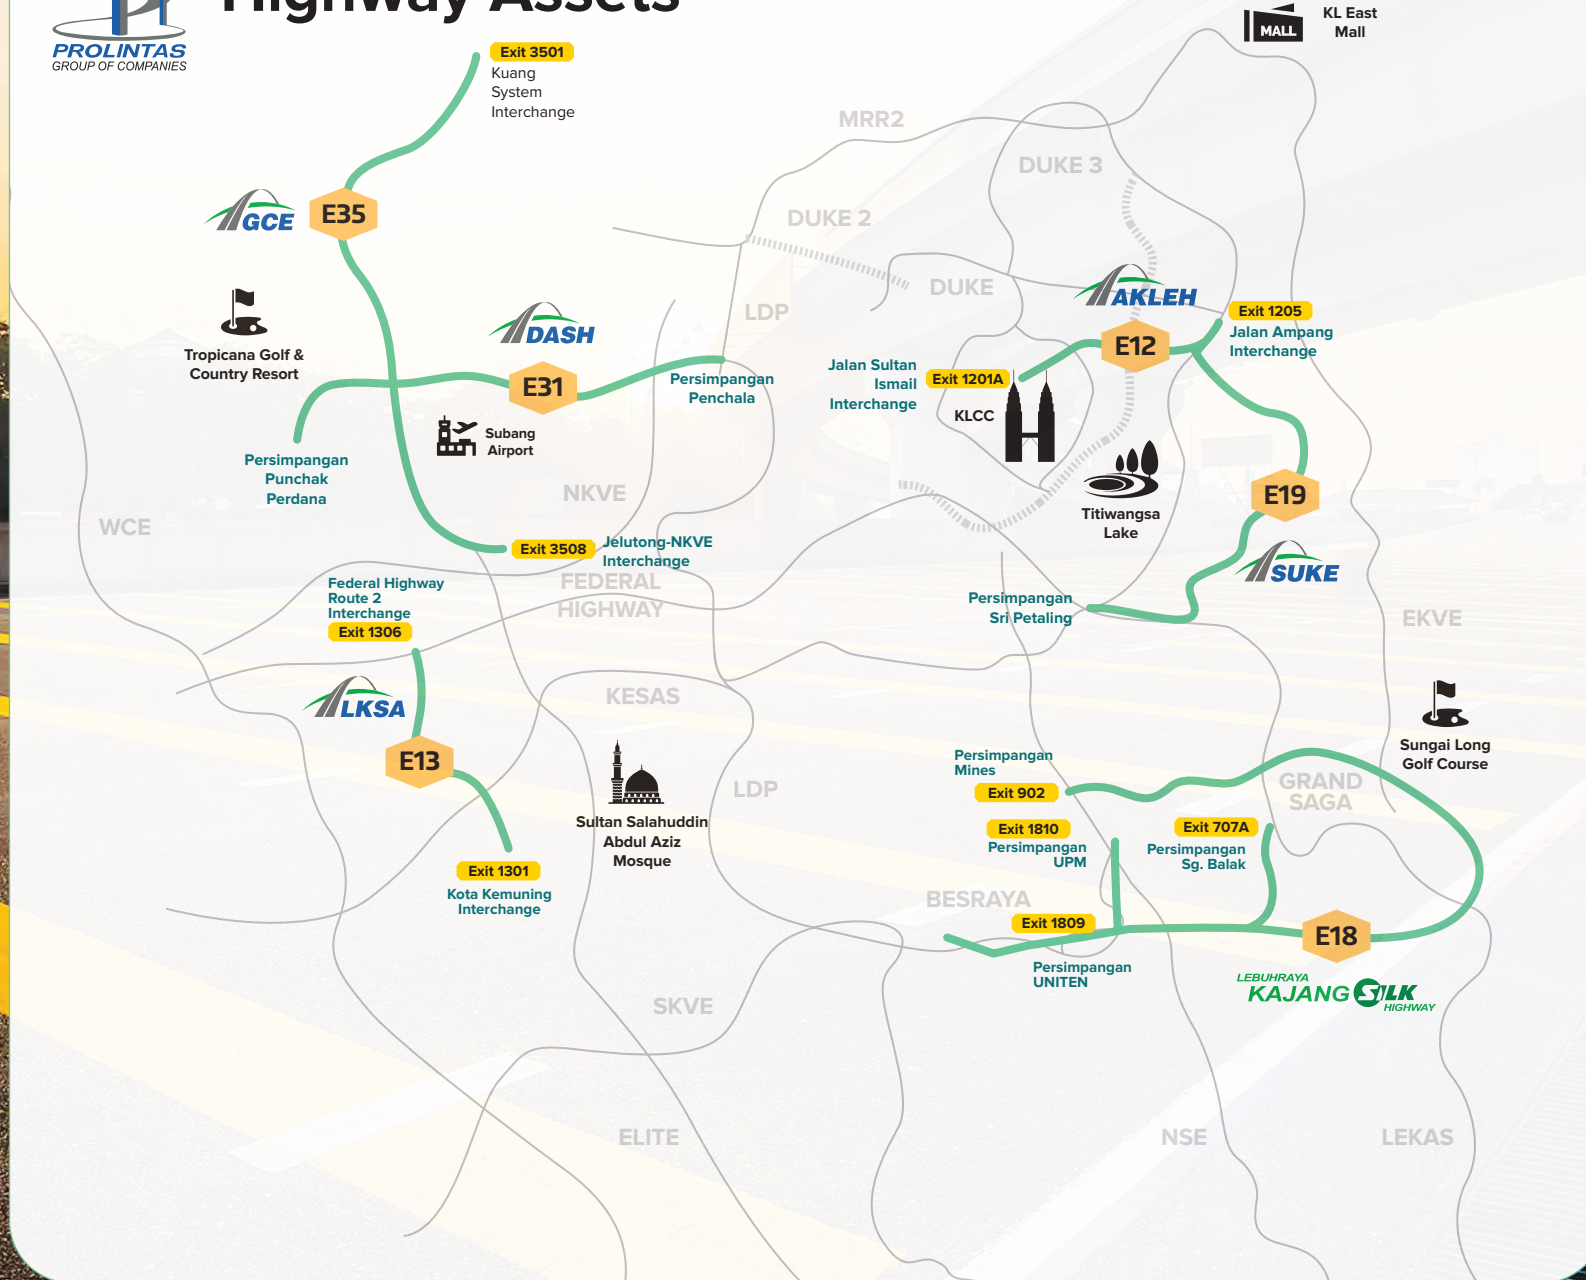 Highway Assets
PROLINTAS
GROUP OF COMPANIES
Exit 3501
Kuang
System
Interchange
MALL
KL East
Mall
MRR2
DUKE 3
DUKE 2
GCE
E35
DUKE
AKLEH
LDP
Exit 1205
Jalan Ampang
Interchange
DASH
E12
Tropicana Golf &
Country Resort
E31
Persimpangan
Penchala
Jalan Sultan
Ismail
Interchange
Exit 1201A
KLCC
Subang
Airport
Persimpangan
Punchak
Perdana
NKVE
E19
Titiwangsa
Lake
WCE
Exit 3508
Jelutong-NKVE
Interchange
SUKE
FEDERAL
HIGHWAY
Federal Highway
Route 2
Interchange
Exit 1306
Persimpangan
Sri Petaling
EKVE
KESAS
LKSA
E13
Sungai Long
Golf Course
Persimpangan
Mines
Exit 902
GRAND
SAGA
LDP
Sultan Salahuddin
Abdul Aziz
Mosque
Exit 1810
Persimpangan
UPM
Exit 707A
Persimpangan
Sg. Balak
Exit 1301
Kota Kemuning
Interchange
BESRAYA
Exit 1809
E18
Persimpangan
UNITEN
LEBUHRAYA
KAJANG SILK
HIGHWAY
SKVE
ELITE
NSE
LEKAS